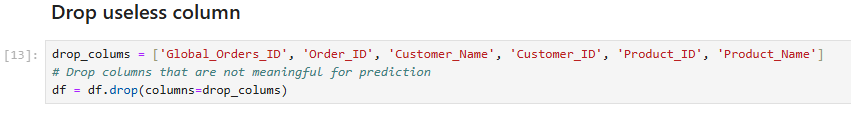 Drop useless column
[13]: drop_colums = ['Global_Orders_ID', 'Order_ID', 'Customer_Name', 'Customer_ID', 'Product_ID', 'Product_Name']
# Drop columns that are not meaningful for prediction
df = df.drop(columns=drop_colums)